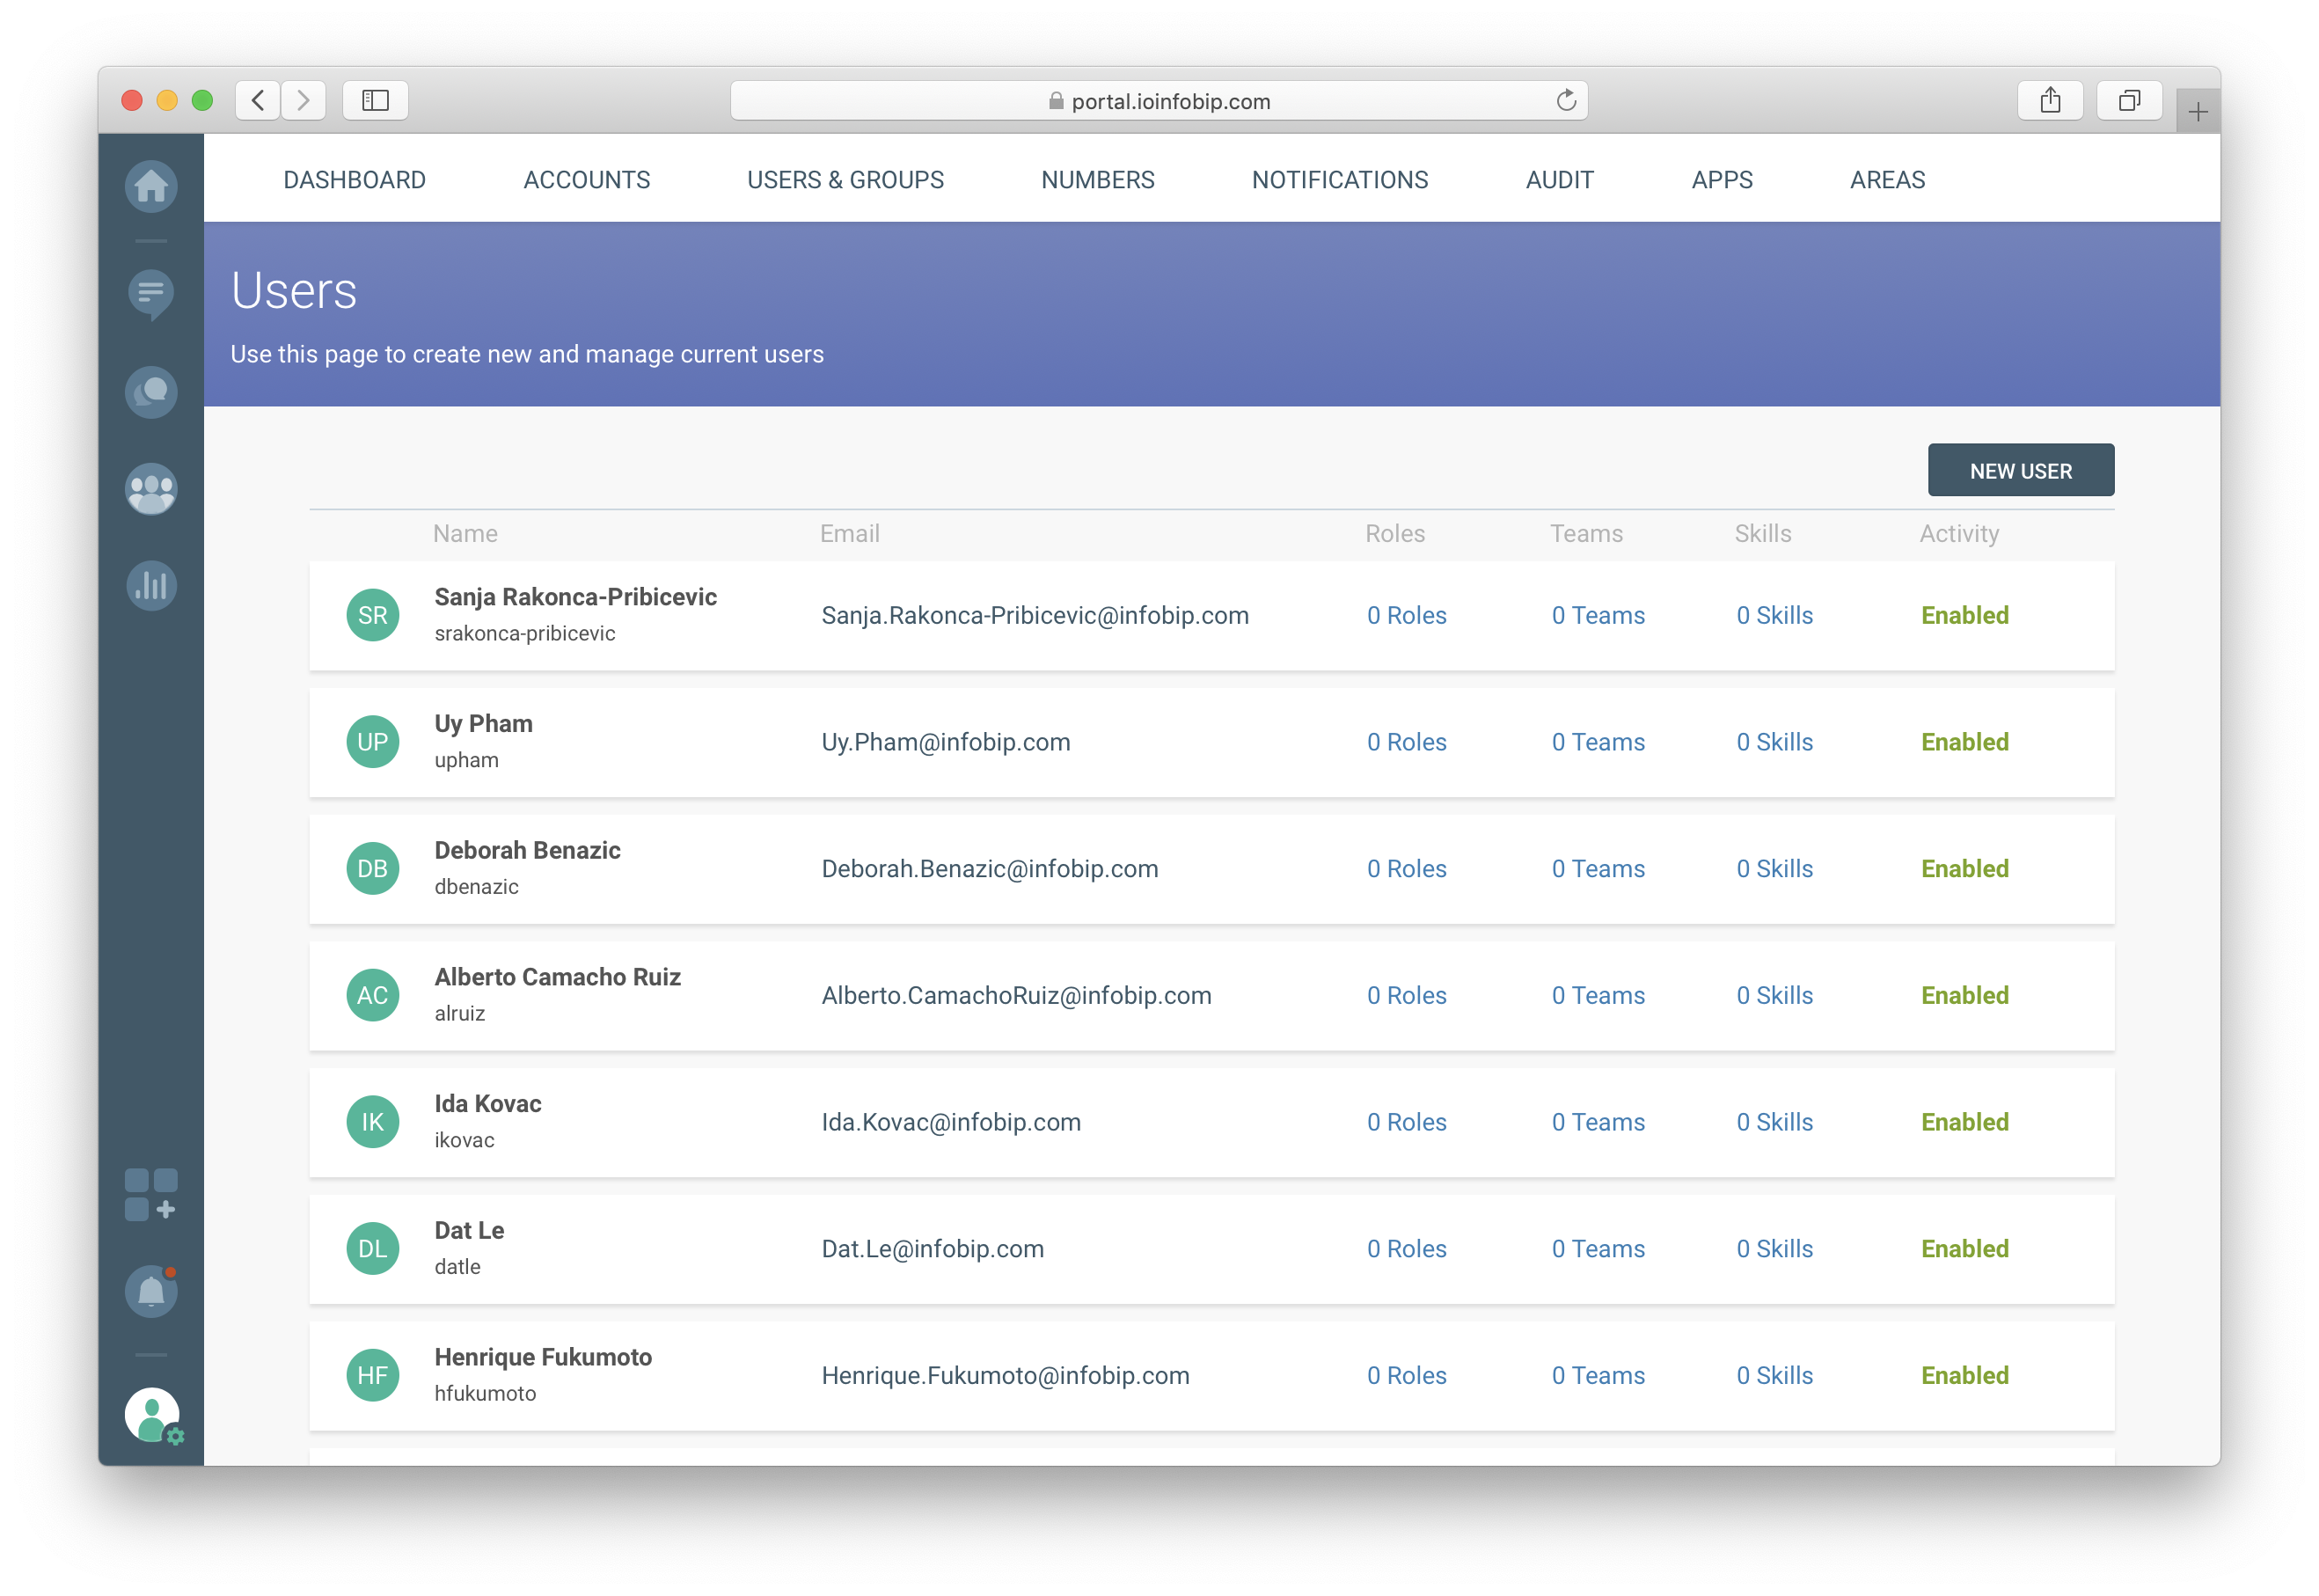 portal.ioinfobip.com
DASHBOARD ACCOUNTS USERS & GROUPS NUMBERS NOTIFICATIONS AUDIT APPS AREAS
Users
Use this page to create new and manage current users
NEW USER
Name Email Roles Teams Skills Activity
SR Sanja Rakonca-Pribicevic Sanja.Rakonca-Pribicevic@infobip.com 0 Roles 0 Teams 0 Skills Enabled
srakonca-pribicevic
UP Uy Pham Uy.Pham@infobip.com 0 Roles 0 Teams 0 Skills Enabled
upham
DB Deborah Benazic Deborah.Benazic@infobip.com 0 Roles 0 Teams 0 Skills Enabled
dbenazic
AC Alberto Camacho Ruiz Alberto.CamachoRuiz@infobip.com 0 Roles 0 Teams 0 Skills Enabled
alruiz
IK Ida Kovac Ida.Kovac@infobip.com 0 Roles 0 Teams 0 Skills Enabled
ikovac
DL Dat Le Dat.Le@infobip.com 0 Roles 0 Teams 0 Skills Enabled
datle
HF Henrique Fukumoto Henrique.Fukumoto@infobip.com 0 Roles 0 Teams 0 Skills Enabled
hfukumoto